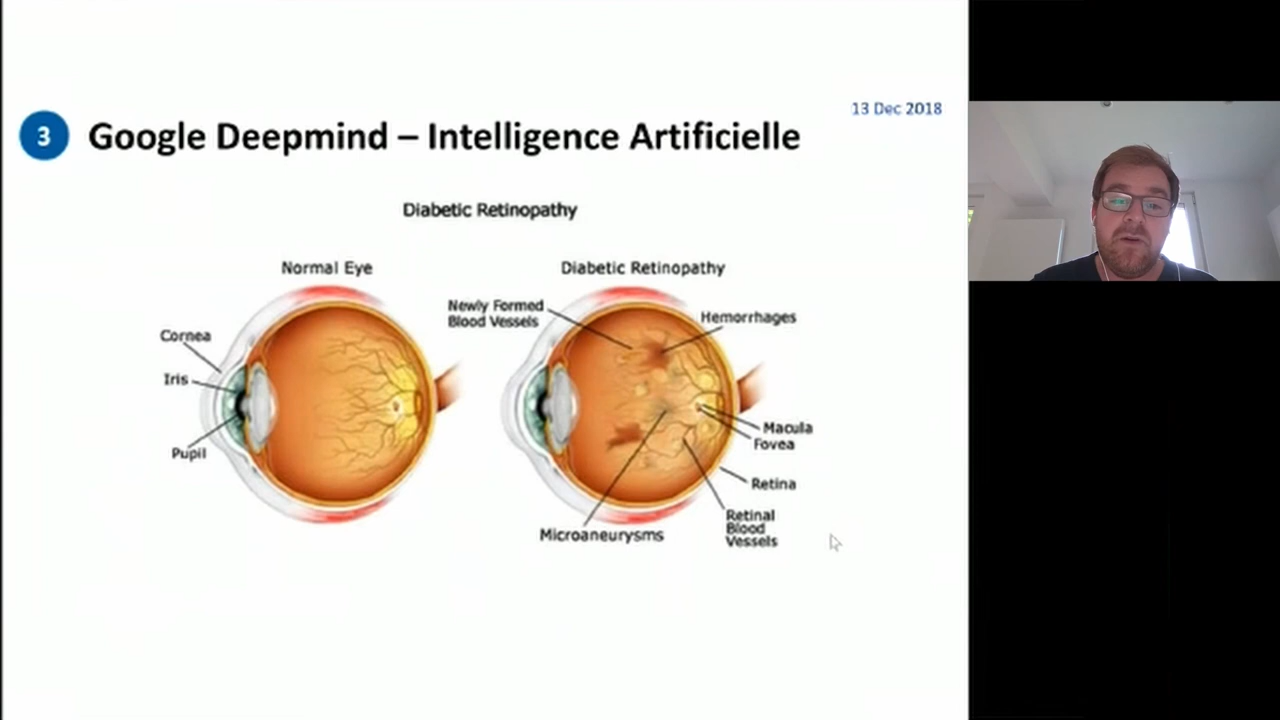 13 Dec 2018
3
Google Deepmind – Intelligence Artificielle
Diabetic Retinopathy
Normal Eye
Cornea
Iris
Pupil
Diabetic Retinopathy
Newly Formed
Blood Vessels
Hemorrhages
Macula
Fovea
Retina
Retinal
Blood
Vessels
Microaneurysms